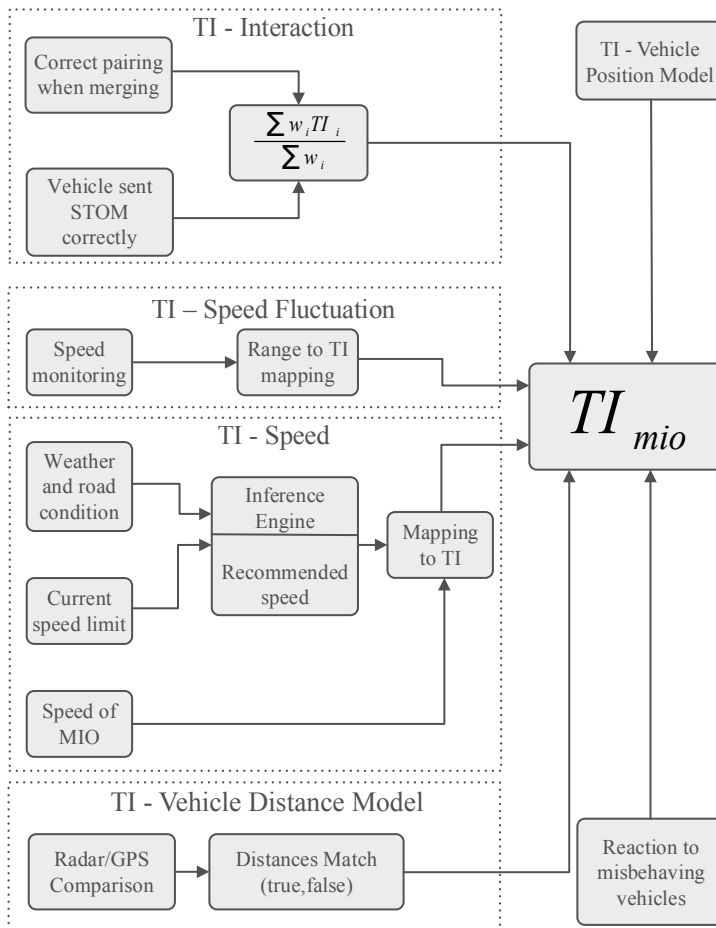 TI - Interaction
Correct pairing
when merging
∑ w_i TI_i
∑ w_i
Vehicle sent
STOM
correctly
TI - Vehicle
Position Model
TI – Speed Fluctuation
Speed
monitoring
Range to TI
mapping
TI_mio
TI - Speed
Weather
and road
condition
Inference
Engine
Recommended
speed
Mapping
to TI
Current
speed limit
Speed of
MIO
TI - Vehicle Distance Model
Radar/GPS
Comparison
Distances Match
(true,false)
Reaction to
misbehaving
vehicles